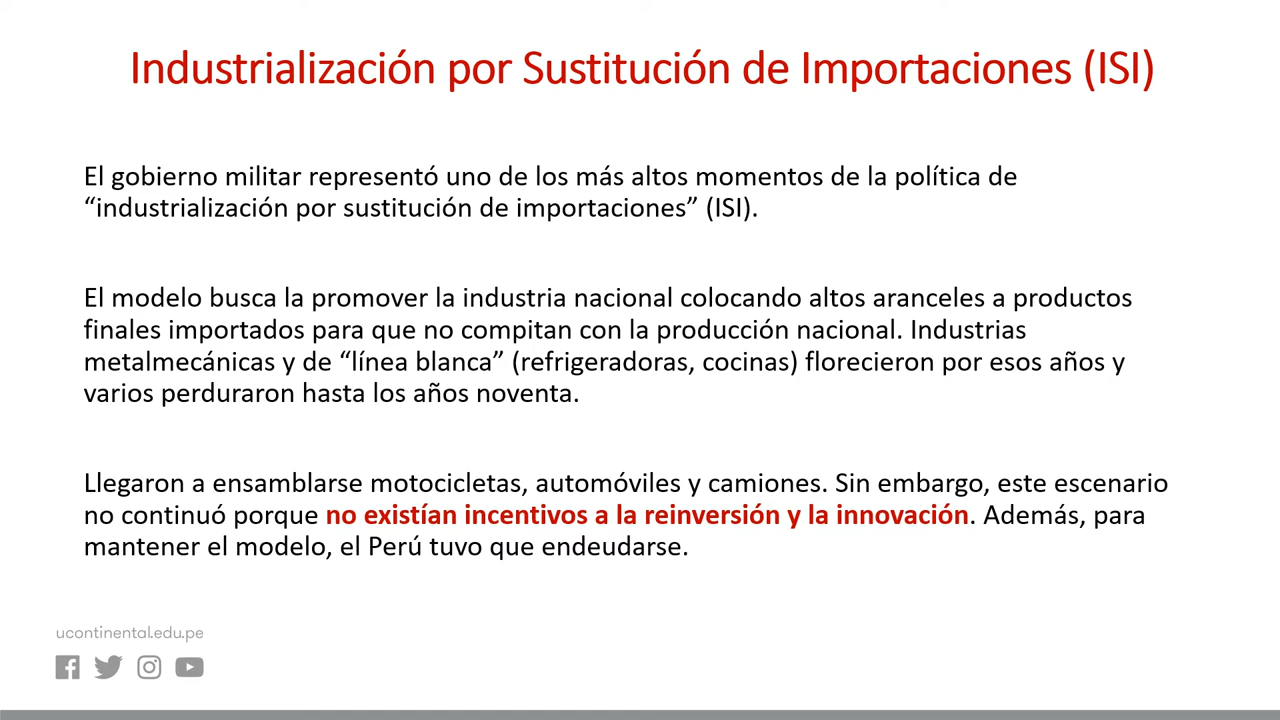 Industrialización por Sustitución de Importaciones (ISI)
El gobierno militar representó uno de los más altos momentos de la política de
“industrialización por sustitución de importaciones” (ISI).
El modelo busca la promover la industria nacional colocando altos aranceles a productos
finales importados para que no compitan con la producción nacional. Industrias
metalmecánicas y de “línea blanca” (refrigeradoras, cocinas) florecieron por esos años y
varios perduraron hasta los años noventa.
Llegaron a ensamblarse motocicletas, automóviles y camiones. Sin embargo, este escenario
no continuó porque no existían incentivos a la reinversión y la innovación. Además, para
mantener el modelo, el Perú tuvo que endeudarse.
ucontinental.edu.pe